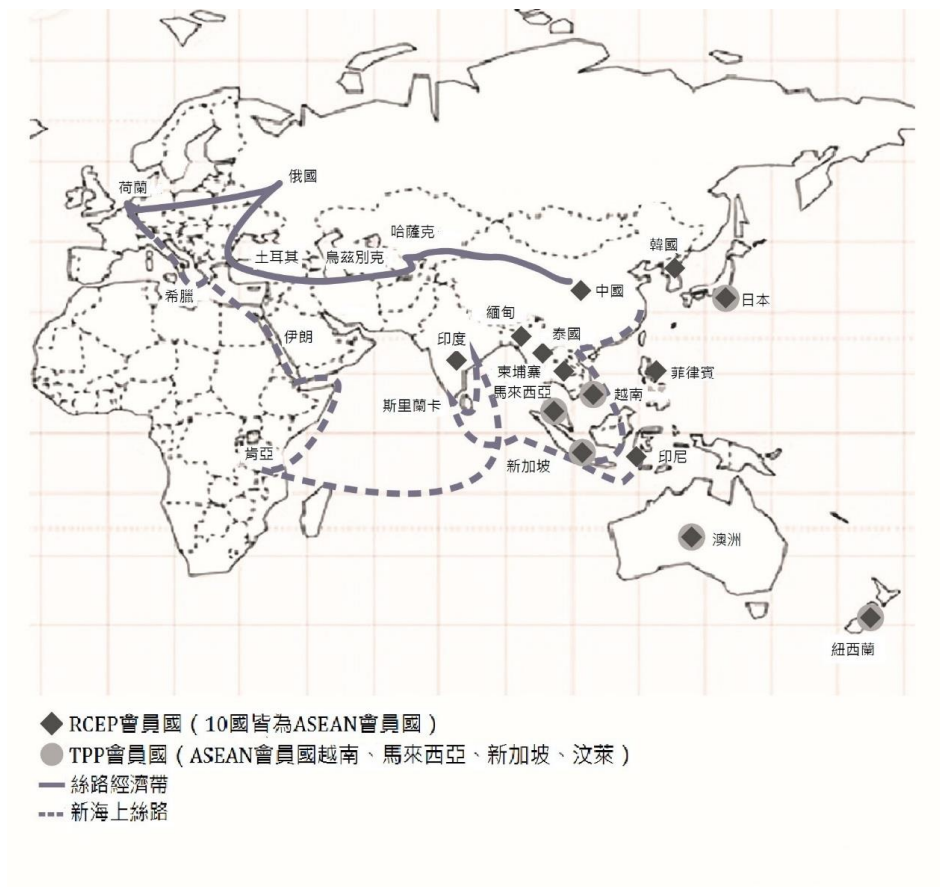 俄國
荷蘭
哈薩克
韓國
土耳其
烏茲別克
中國
日本
希臘
緬甸
伊朗
印度
泰國
柬埔寨
菲律賓
馬來西亞
越南
斯里蘭卡
肯亞
新加坡
印尼
澳洲
紐西蘭
RCEP會員國（10國皆為ASEAN會員國）
TPP會員國（ASEAN會員國越南、馬來西亞、新加坡、汶萊）
絲路經濟帶
新海上絲路